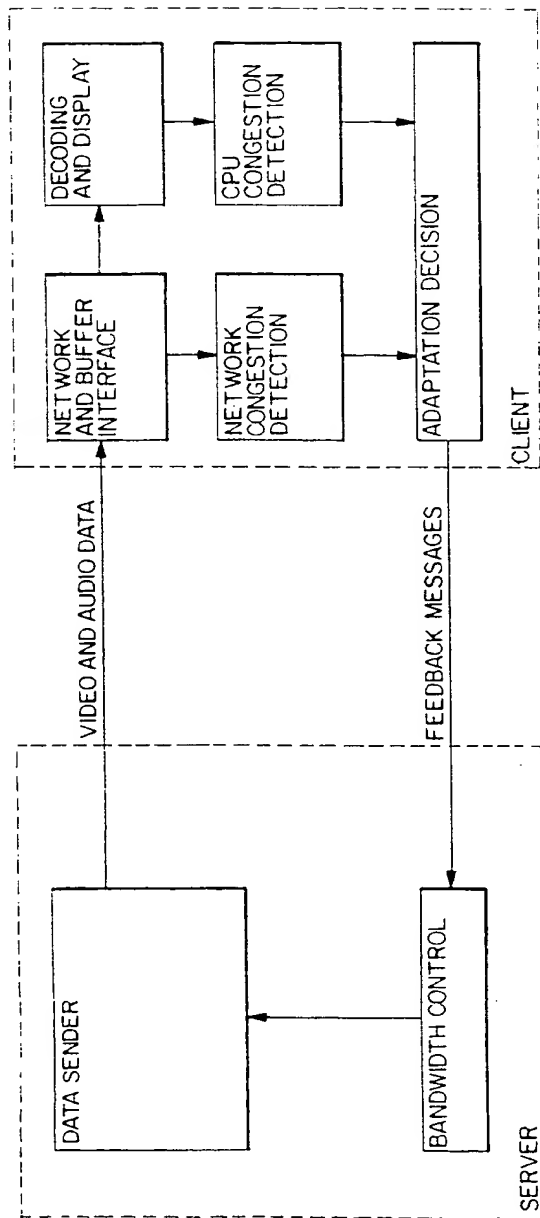 DATA SENDER
BANDWIDTH CONTROL
SERVER
VIDEO AND AUDIO DATA
FEEDBACK MESSAGES
NETWORK
AND BUFFER
INTERFACE
DECODING
AND DISPLAY
NETWORK
CONGESTION
DETECTION
CPU
CONGESTION
DETECTION
ADAPTATION DECISION
CLIENT